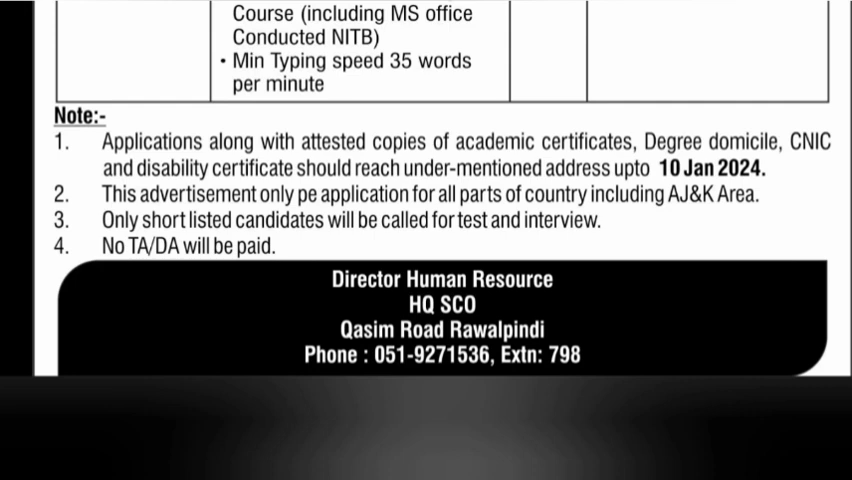 Course (including MS office
Conducted NITB)
• Min Typing speed 35 words
per minute
Note:-
1. Applications along with attested copies of academic certificates, Degree domicile, CNIC
and disability certificate should reach under-mentioned address upto 10 Jan 2024.
2. This advertisement only pe application for all parts of country including AJ&K Area.
3. Only short listed candidates will be called for test and interview.
4. No TA/DA will be paid.
Director Human Resource
HQ SCO
Qasim Road Rawalpindi
Phone : 051-9271536, Extn: 798